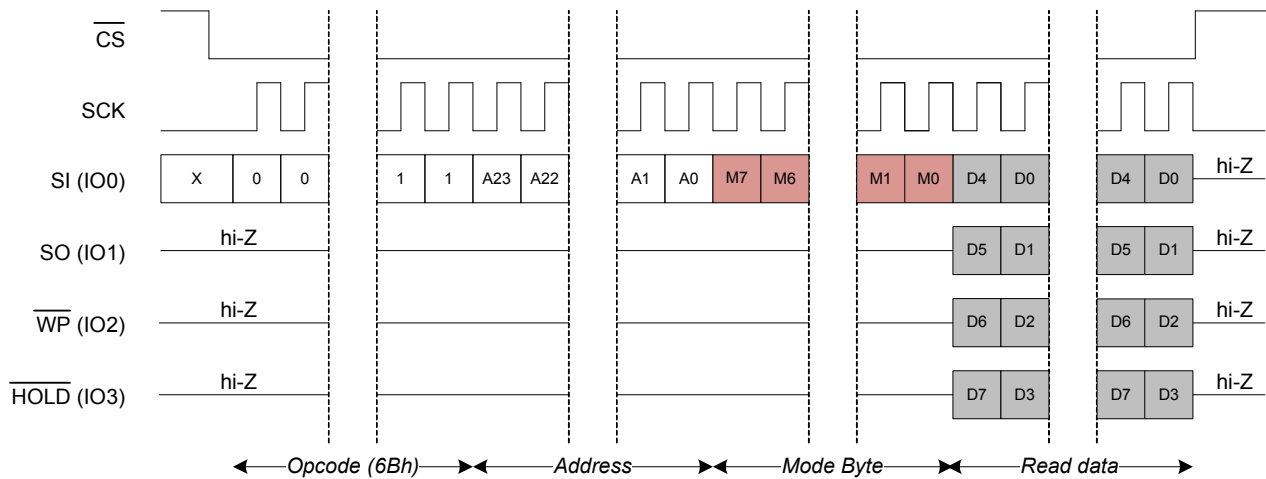 CS
SCK
SI (IO0) X 0 0 1 1 A23 A22 A1 A0 M7 M6 M1 M0 D4 D0 D4 D0 hi-Z
SO (IO1) hi-Z D5 D1 D5 D1 hi-Z
WP (IO2) hi-Z D6 D2 D6 D2 hi-Z
HOLD (IO3) hi-Z D7 D3 D7 D3 hi-Z
Opcode (6Bh) Address Mode Byte Read data